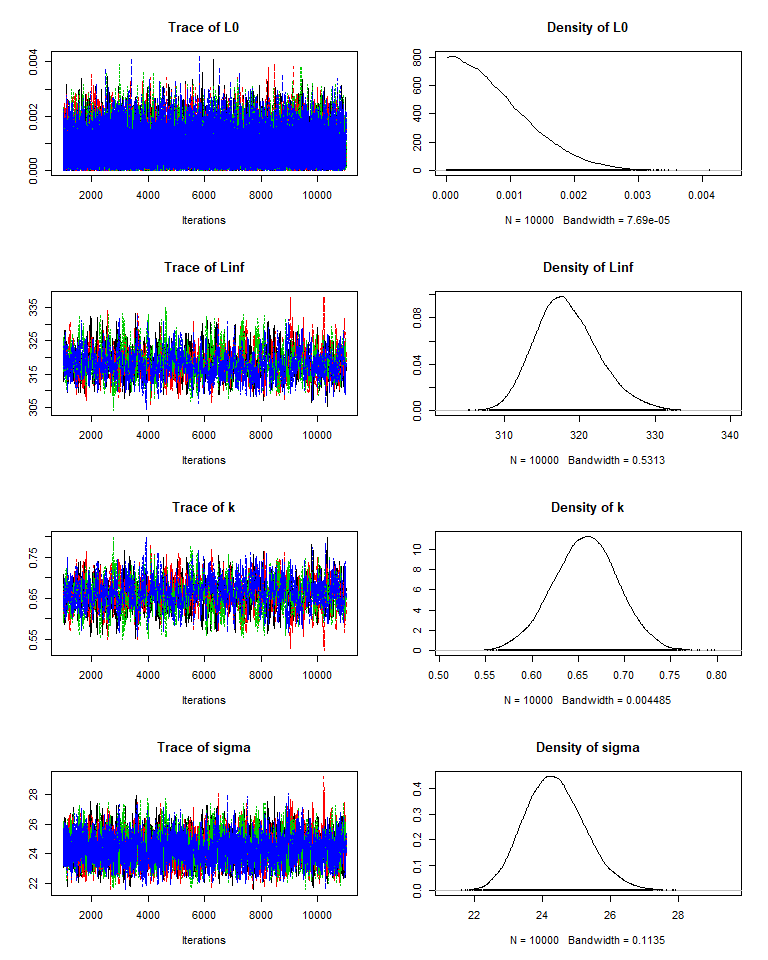 Trace of L0
0.000 0.002 0.004
2000 4000 6000 8000 10000
Iterations
Density of L0
0 200 400 600 800
0.000 0.001 0.002 0.003 0.004
N = 10000 Bandwidth = 7.69e-05
Trace of Linf
305 315 325 335
2000 4000 6000 8000 10000
Iterations
Density of Linf
0.00 0.04 0.08
310 320 330 340
N = 10000 Bandwidth = 0.5313
Trace of k
0.55 0.65 0.75
2000 4000 6000 8000 10000
Iterations
Density of k
0 2 4 6 8 10
0.50 0.55 0.60 0.65 0.70 0.75 0.80
N = 10000 Bandwidth = 0.004485
Trace of sigma
22 24 26 28
2000 4000 6000 8000 10000
Iterations
Density of sigma
0.0 0.1 0.2 0.3 0.4
22 24 26 28
N = 10000 Bandwidth = 0.1135